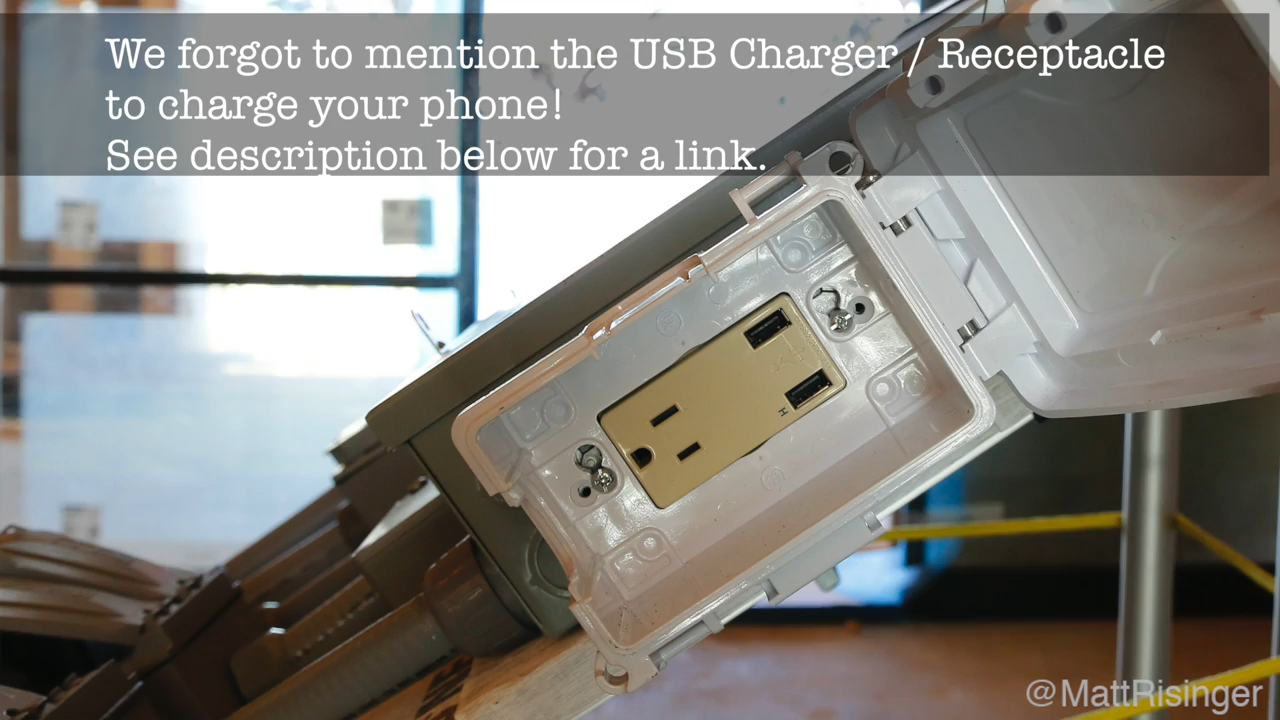 We forgot to mention the USB Charger / Receptacle
to charge your phone!
See description below for a link.
@MattRisinger